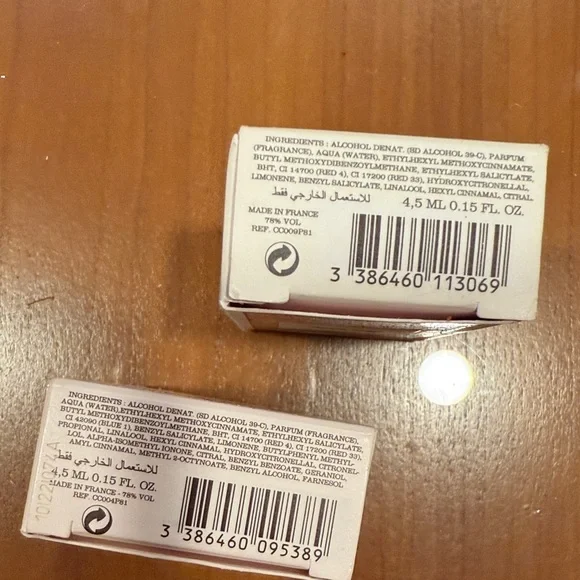 INGREDIENTS : ALCOHOL DENAT. (SD ALCOHOL 39-C), PARFUM
(FRAGRANCE), AQUA (WATER), ETHYLHEXYL METHOXYCINNAMATE,
BUTYL METHOXYDIBENZOYLMETHANE, ETHYLHEXYL SALICYLATE,
BHT, CI 14700 (RED 4), CI 17200 (RED 33), HYDROXYCITRONELLAL,
LIMONENE, BENZYL SALICYLATE, LINALOOL, HEXYL CINNAMAL, CITRAL
للاستعمال الخارجي فقط
4,5 ML 0.15 FL. OZ.
MADE IN FRANCE
78% VOL
REF. CC009P81
3 386460 113069
INGREDIENTS : ALCOHOL DENAT. (SD ALCOHOL 39-C), PARFUM (FRAGRANCE),
AQUA (WATER),ETHYLHEXYL METHOXYCINNAMATE, ETHYLHEXYL SALICYLATE,
BUTYL METHOXYDIBENZOYLMETHANE, BHT, CI 14700 (RED 4), CI 17200 (RED 33),
CI 42090 (BLUE 1), BENZYL SALICYLATE, LIMONENE, BUTYLPHENYL METHYL-
PROPIONAL, LINALOOL, HEXYL CINNAMAL, HYDROXYCITRONELLAL, CITRONEL-
LOL, ALPHA-ISOMETHYL IONONE, CITRAL, BENZYL BENZOATE, GERANIOL,
AMYL CINNAMAL, METHYL 2-OCTYNOATE, BENZYL ALCOHOL, FARNESOL
للاستعمال الخارجي فقط
4,5 ML 0.15 FL. OZ.
MADE IN FRANCE - 78% VOL
REF. CC004P81
3 386460 095389